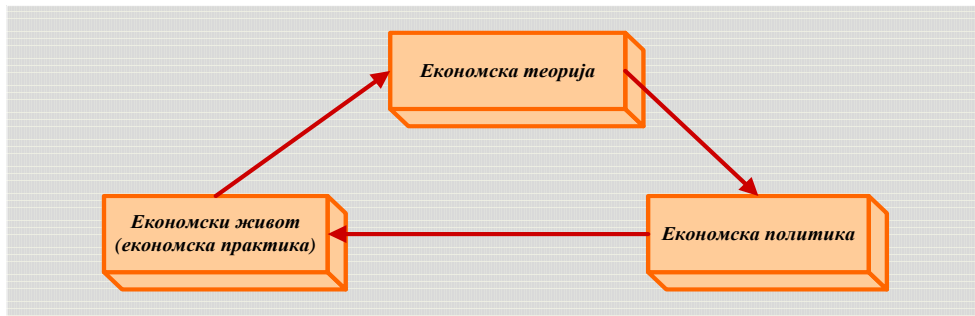 Економска теорија
Економски живот
(економска практика)
Економска политика